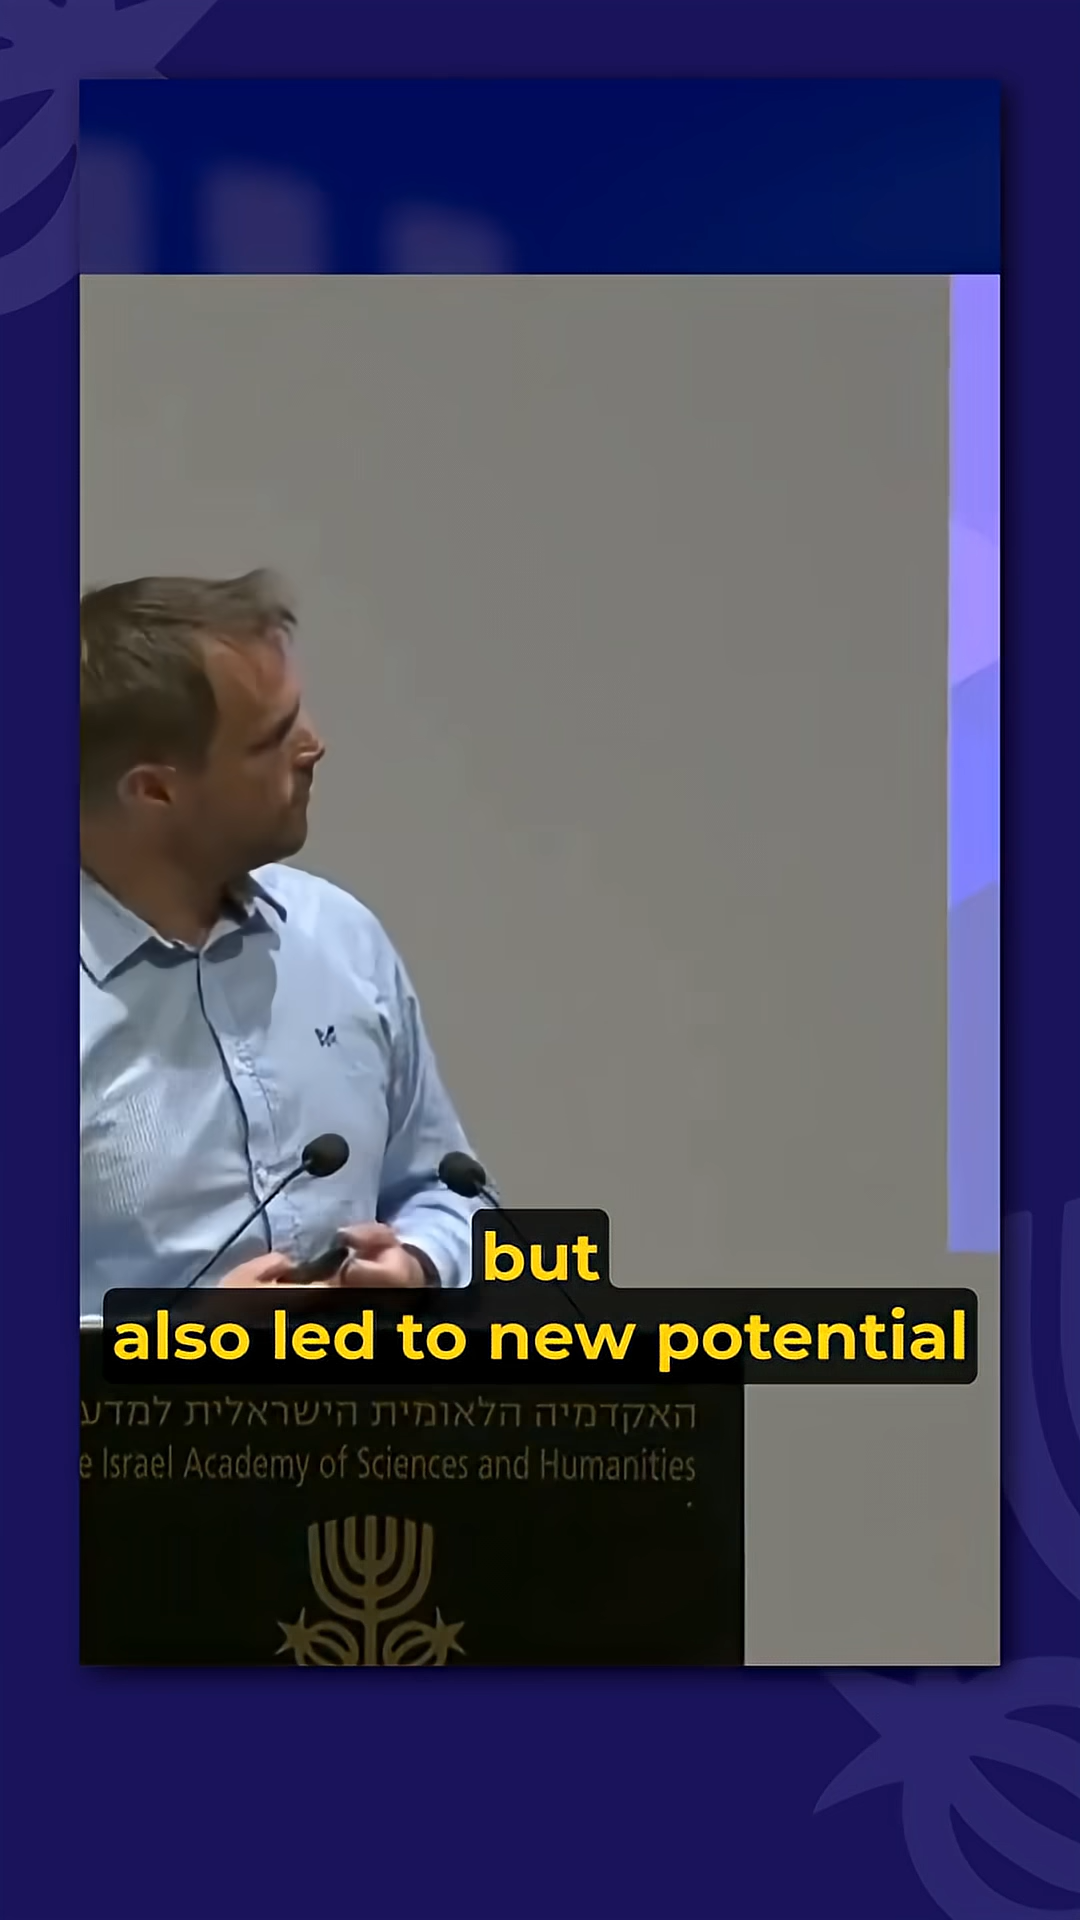 but
also led to new potential
האקדמיה הלאומית הישראלית למדע
e Israel Academy of Sciences and Humanities